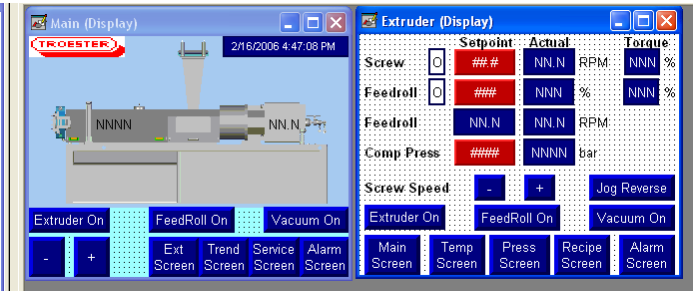 Main (Display)
TROESTER
2/16/2006 4:47:08 PM
NNNN
NN.N
Extruder On
FeedRoll On
Vacuum On
-
+
Ext Screen
Trend Screen
Service Screen
Alarm Screen
Extruder (Display)
Setpoint Actual Torque
Screw O ##.# NN.N RPM NNN %
Feedroll O ### NNN % NNN %
Feedroll NN.N NN.N RPM
Comp Press #### NNNN bar
Screw Speed - + Jog Reverse
Extruder On FeedRoll On Vacuum On
Main Screen
Temp Screen
Press Screen
Recipe Screen
Alarm Screen